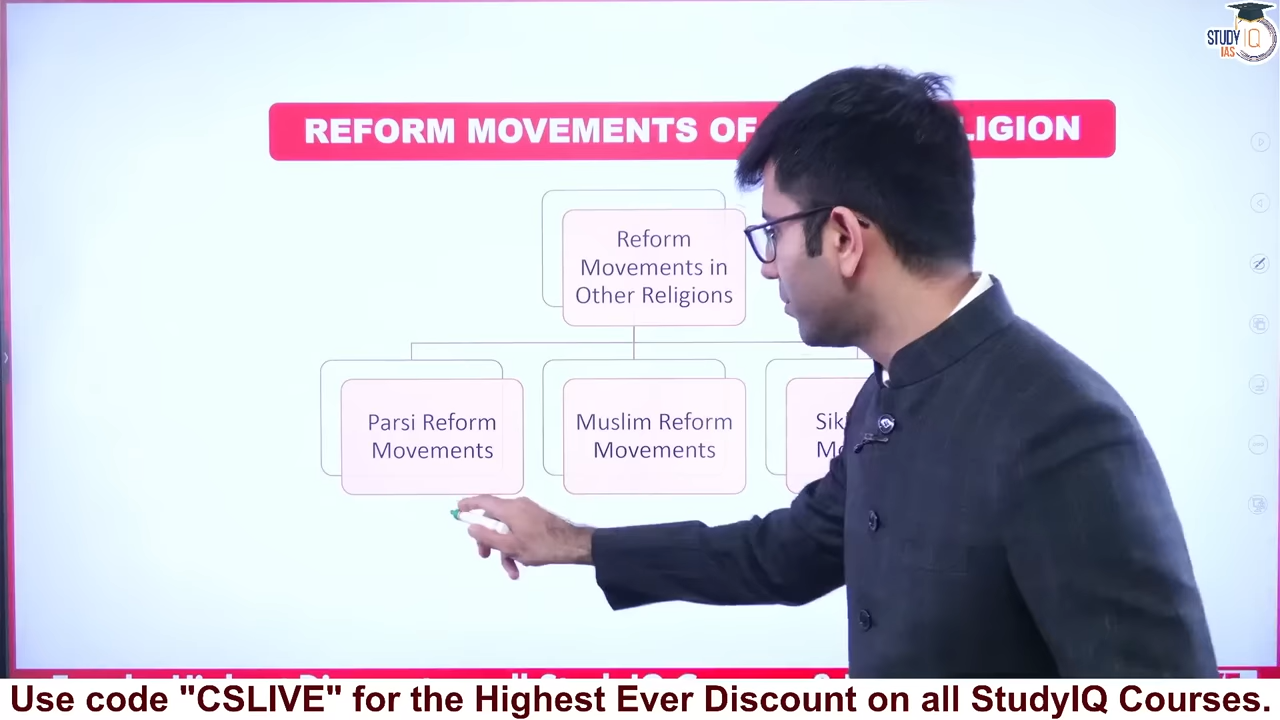 STUDY IQ
IAS
REFORM MOVEMENTS OF
LIGION
Reform
Movements in
Other Religions
Parsi Reform
Movements
Muslim Reform
Movements
Use code "CSLIVE" for the Highest Ever Discount on all StudyIQ Courses.